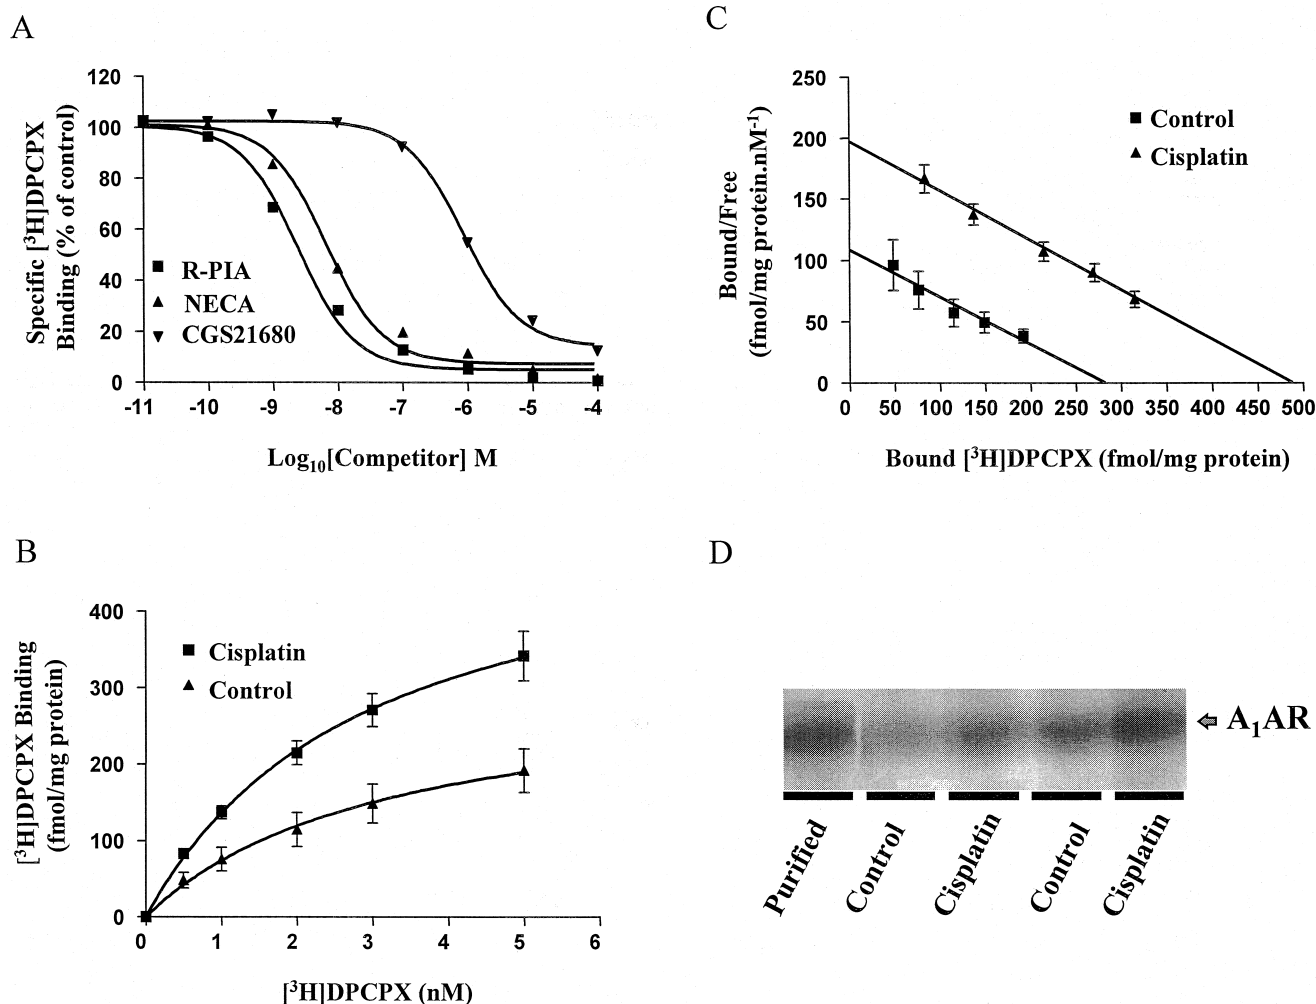 A
Specific [³H]DPCPX
Binding (% of control)
120
100
80
60
40
20
0
-11 -10 -9 -8 -7 -6 -5 -4
R-PIA
NECA
CGS21680
Log₁₀[Competitor] M
C
Bound/Free
(fmol/mg protein.nM⁻¹)
250
200
150
100
50
0
0 50 100 150 200 250 300 350 400 450 500
Control
Cisplatin
Bound [³H]DPCPX (fmol/mg protein)
B
[³H]DPCPX Binding
(fmol/mg protein)
400
300
200
100
0
0 1 2 3 4 5 6
Cisplatin
Control
[³H]DPCPX (nM)
D
A₁AR
Purified
Control
Cisplatin
Control
Cisplatin